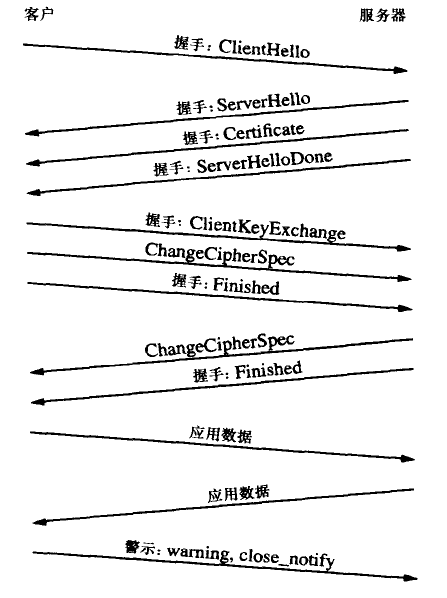 客户 服务器
握手: ClientHello
握手: ServerHello
握手: Certificate
握手: ServerHelloDone
握手: ClientKeyExchange
ChangeCipherSpec
握手: Finished
ChangeCipherSpec
握手: Finished
应用数据
应用数据
警示: warning, close_notify